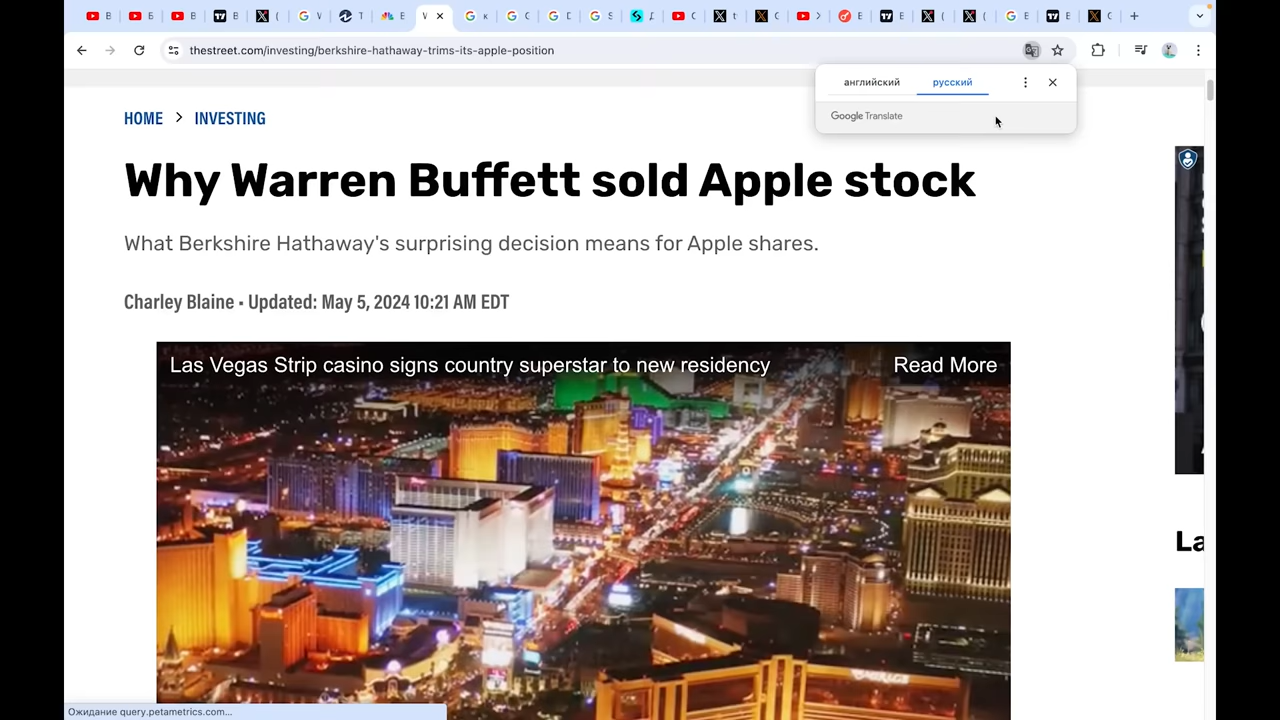 thestreet.com/investing/berkshire-hathaway-trims-its-apple-position
английский русский
Google Translate
HOME > INVESTING
Why Warren Buffett sold Apple stock
What Berkshire Hathaway's surprising decision means for Apple shares.
Charley Blaine • Updated: May 5, 2024 10:21 AM EDT
Las Vegas Strip casino signs country superstar to new residency Read More
La
Ожидание query.petametrics.com...